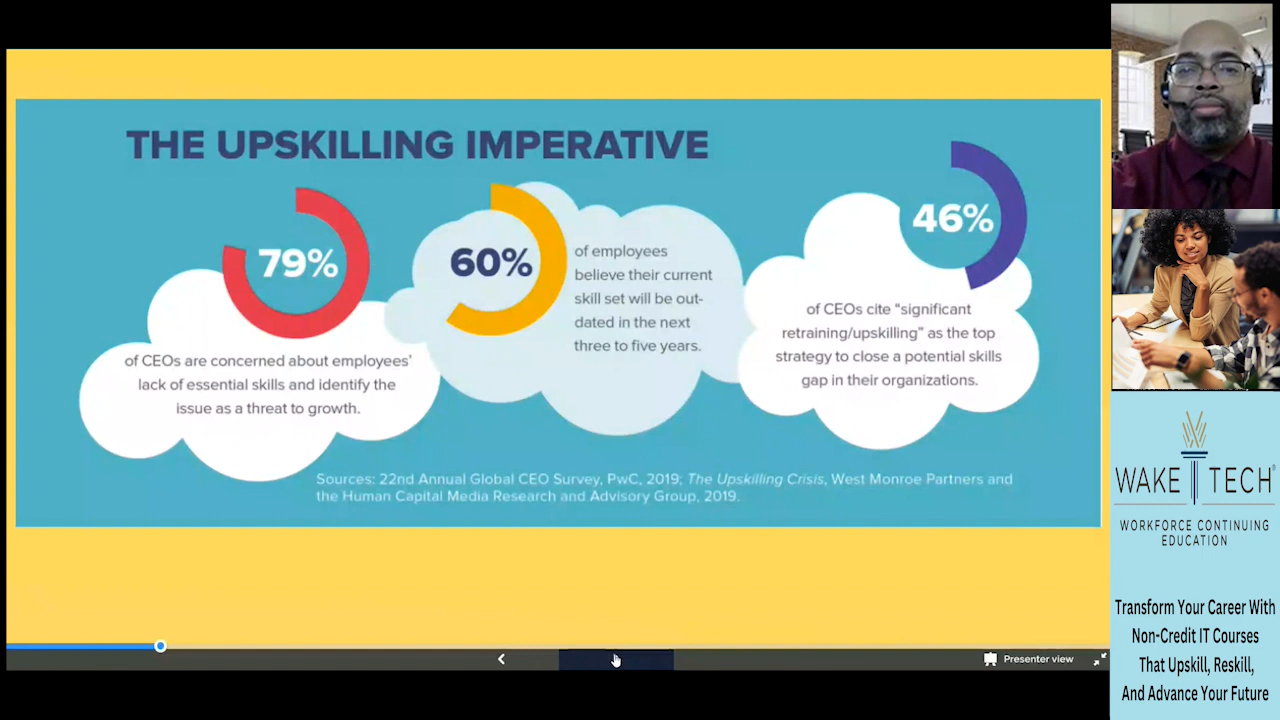 THE UPSKILLING IMPERATIVE
79%
of CEOs are concerned about employees’
lack of essential skills and identify the
issue as a threat to growth.
60%
of employees
believe their current
skill set will be out-
dated in the next
three to five years.
46%
of CEOs cite “significant
retraining/upskilling” as the top
strategy to close a potential skills
gap in their organizations.
Sources: 22nd Annual Global CEO Survey, PwC, 2019; The Upskilling Crisis, West Monroe Partners and
the Human Capital Media Research and Advisory Group, 2019.
Presenter view
WAKE TECH®
WORKFORCE CONTINUING
EDUCATION
Transform Your Career With
Non-Credit IT Courses
That Upskill, Reskill,
And Advance Your Future